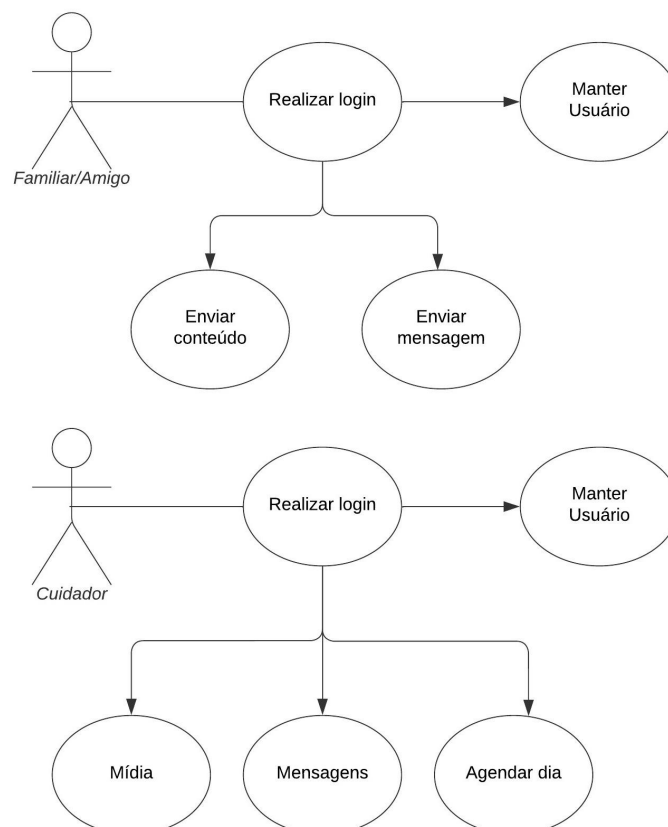 Realizar login
Manter
Usuário
Familiar/Amigo
Enviar
conteúdo
Enviar
mensagem
Realizar login
Manter
Usuário
Cuidador
Mídia
Mensagens
Agendar dia